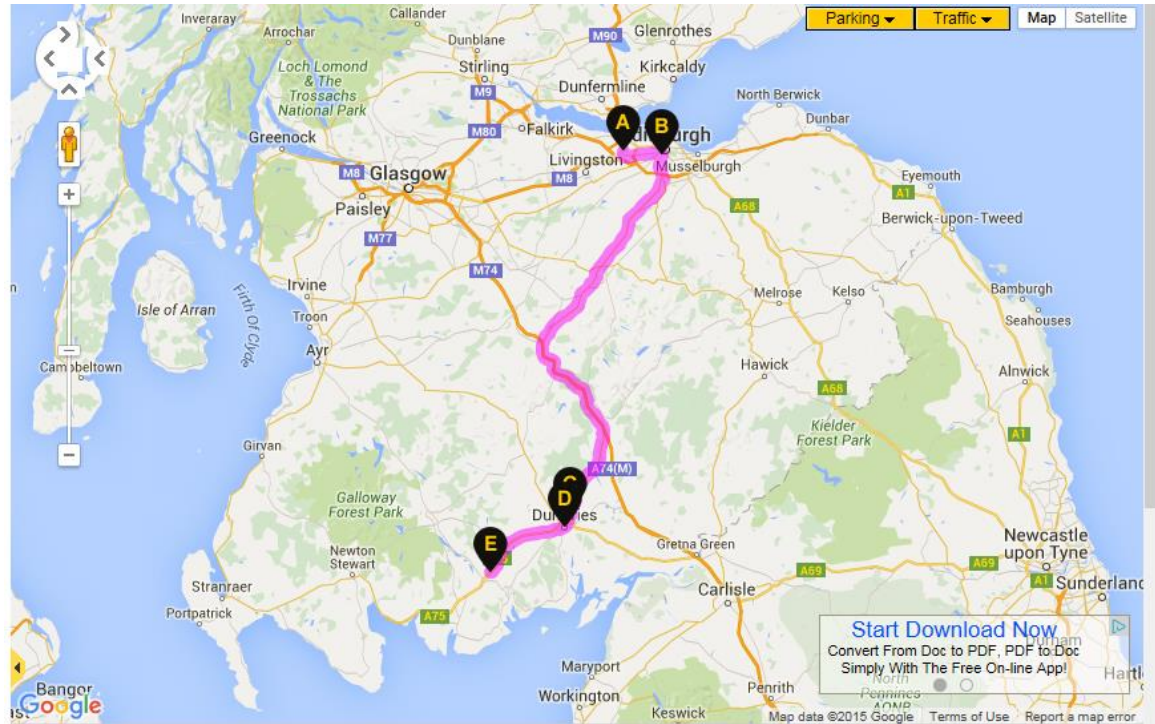 Parking Traffic Map Satellite
Inveraray
Callander
Arrochar
Dunblane
M90
Glenrothes
Loch Lomond
& The
Trossachs
National Park
Stirling
Kirkcaldy
M9
Dunfermline
North Berwick
Greenock
M80
Falkirk
A
B
Dunbar
Livingston
Musselburgh
M8
Glasgow
M8
Eyemouth
A1
Paisley
A68
Berwick-upon-Tweed
M77
M74
Irvine
Isle of Arran
Firth Of Clyde
Melrose
Kelso
Bamburgh
Troon
Seahouses
Ayr
Campbeltown
Hawick
Alnwick
A68
Kielder
Forest Park
Girvan
A1
A74(M)
C
D
Galloway
Forest Park
E
Newton
Stewart
Gretna Green
Newcastle
upon Tyne
A69
A69
A1
Sunderland
Stranraer
Carlisle
Portpatrick
A75
Start Download Now
Convert From Doc to PDF, PDF to Doc
Simply With The Free On-line App!
Durham
North
Pennines
AONB
Maryport
Workington
Penrith
Keswick
Bangor
Google
Map data ©2015 Google Terms of Use Report a map error